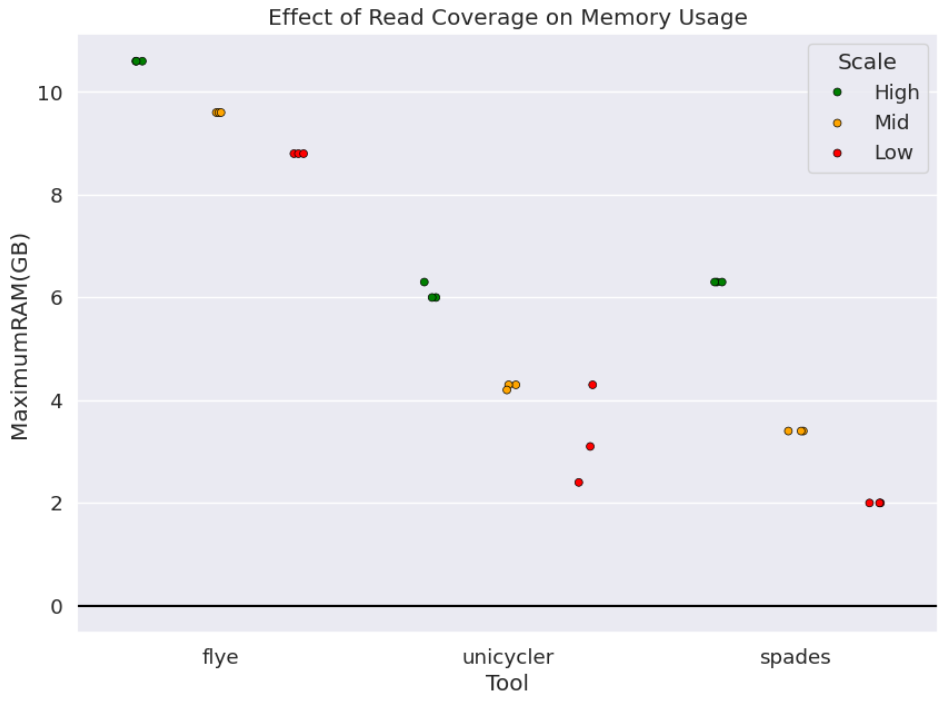 Effect of Read Coverage on Memory Usage
Scale
High
Mid
Low
MaximumRAM(GB)
10
8
6
4
2
0
flye unicycler spades
Tool